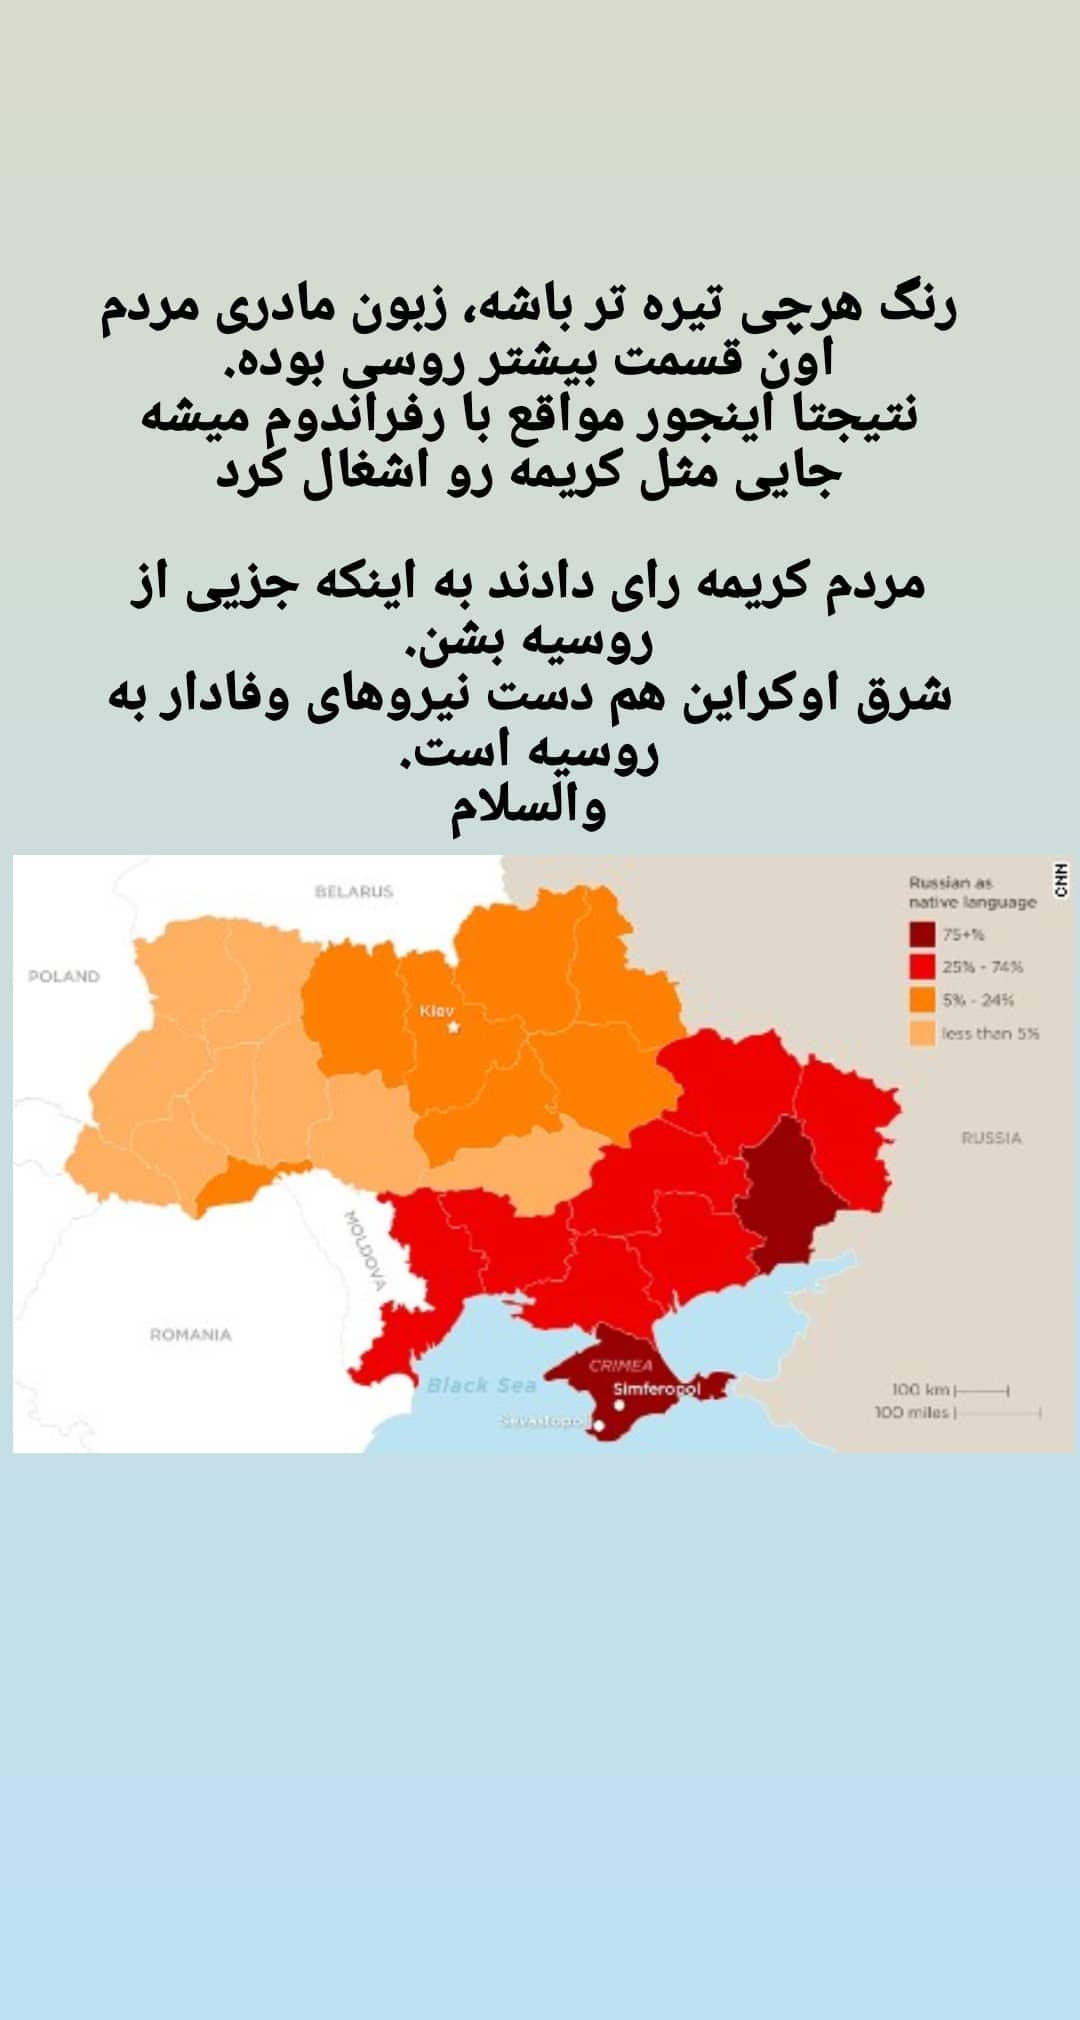 رنگ هرچی تیره تر باشه، زبون مادری مردم
اون قسمت بیشتر روسی بوده.
نتیجتا اینجور مواقع با رفراندوم میشه
جایی مثل کریمه رو اشغال کرد
مردم کریمه رای دادند به اینکه جزیی از
روسیه بشن.
شرق اوکراین هم دست نیروهای وفادار به
روسیه است.
والسلام
CNN
Russian as
native language
75+%
25% - 74%
5% - 24%
less than 5%
BELARUS
POLAND
Kiev
RUSSIA
MOLDOVA
ROMANIA
CRIMEA
Simferopol
Black Sea
Sevastopol
100 km
100 miles